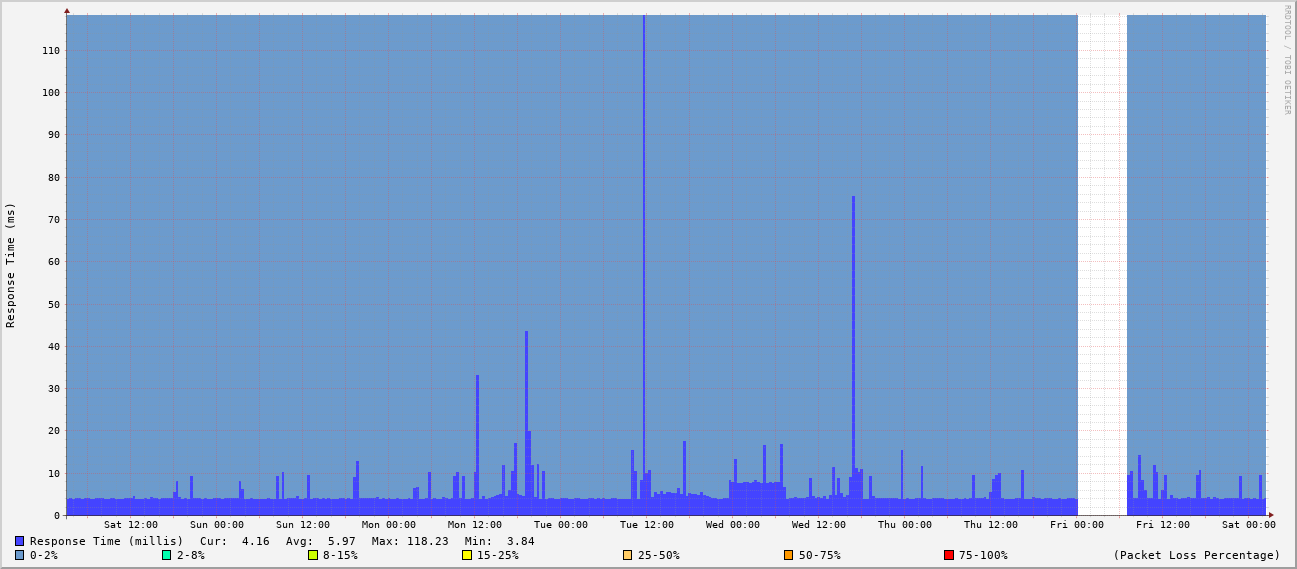 RRDTOOL / TOBI OETIKER
Response Time (ms)
110
100
90
80
70
60
50
40
30
20
10
0
Sat 12:00 Sun 00:00 Sun 12:00 Mon 00:00 Mon 12:00 Tue 00:00 Tue 12:00 Wed 00:00 Wed 12:00 Thu 00:00 Thu 12:00 Fri 00:00 Fri 12:00 Sat 00:00
Response Time (millis) Cur: 4.16 Avg: 5.97 Max: 118.23 Min: 3.84
0-2% 2-8% 8-15% 15-25% 25-50% 50-75% 75-100% (Packet Loss Percentage)